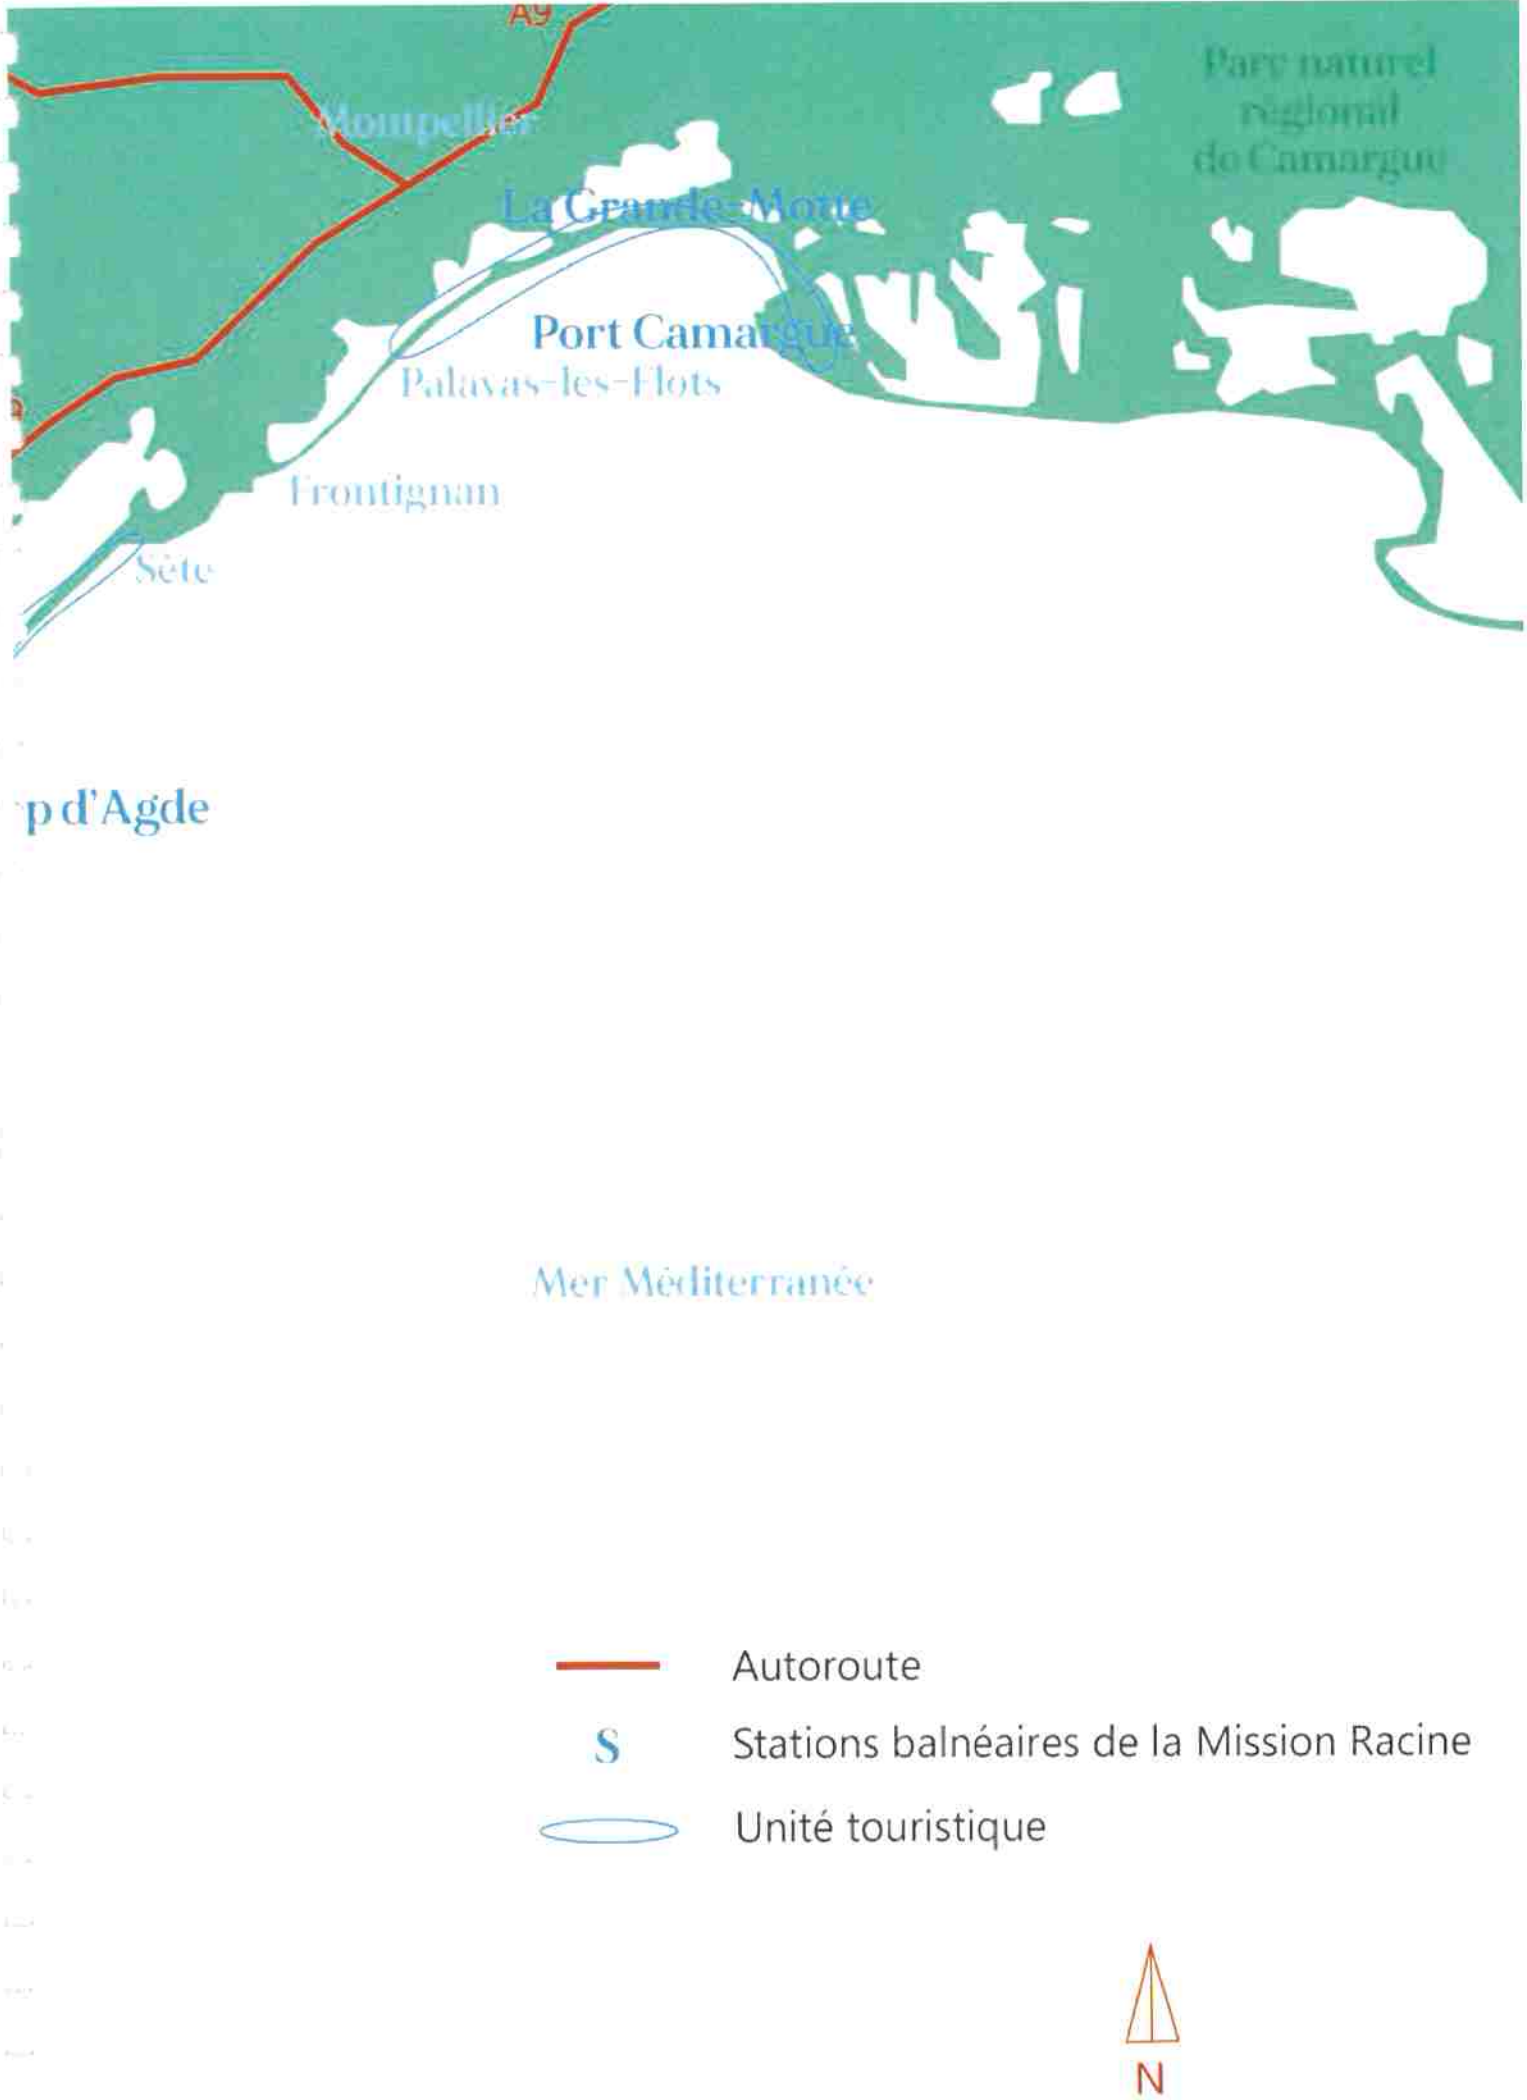 A9
Parc naturel
régional
de Camargue
Montpellier
La Grande-Motte
Port Camargue
Palavas-les-Flots
Frontignan
Sète
p d'Agde
Mer Méditerranée
Autoroute
S Stations balnéaires de la Mission Racine
Unité touristique
N